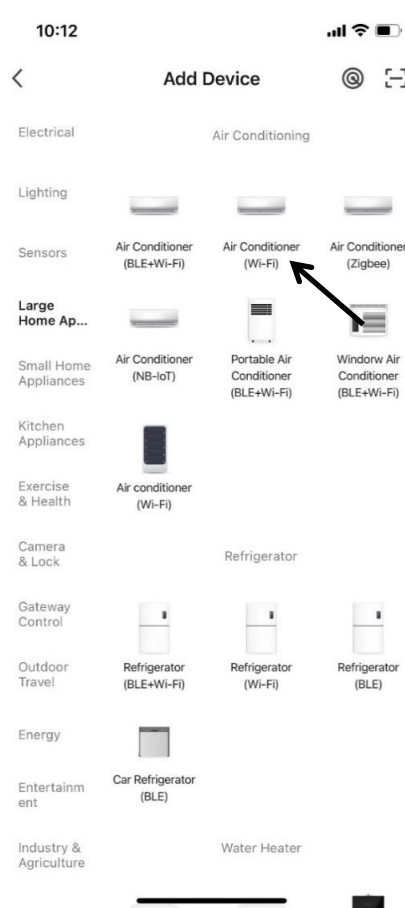 10:12
Add Device
Electrical
Lighting
Sensors
Large
Home Ap...
Small Home
Appliances
Kitchen
Appliances
Exercise
& Health
Camera
& Lock
Gateway
Control
Outdoor
Travel
Energy
Entertainm
ent
Industry &
Agriculture
Air Conditioning
Air Conditioner
(BLE+Wi-Fi)
Air Conditioner
(Wi-Fi)
Air Conditioner
(Zigbee)
Air Conditioner
(NB-IoT)
Portable Air
Conditioner
(BLE+Wi-Fi)
Windorw Air
Conditioner
(BLE+Wi-Fi)
Air conditioner
(Wi-Fi)
Refrigerator
Refrigerator
(BLE+Wi-Fi)
Refrigerator
(Wi-Fi)
Refrigerator
(BLE)
Car Refrigerator
(BLE)
Water Heater